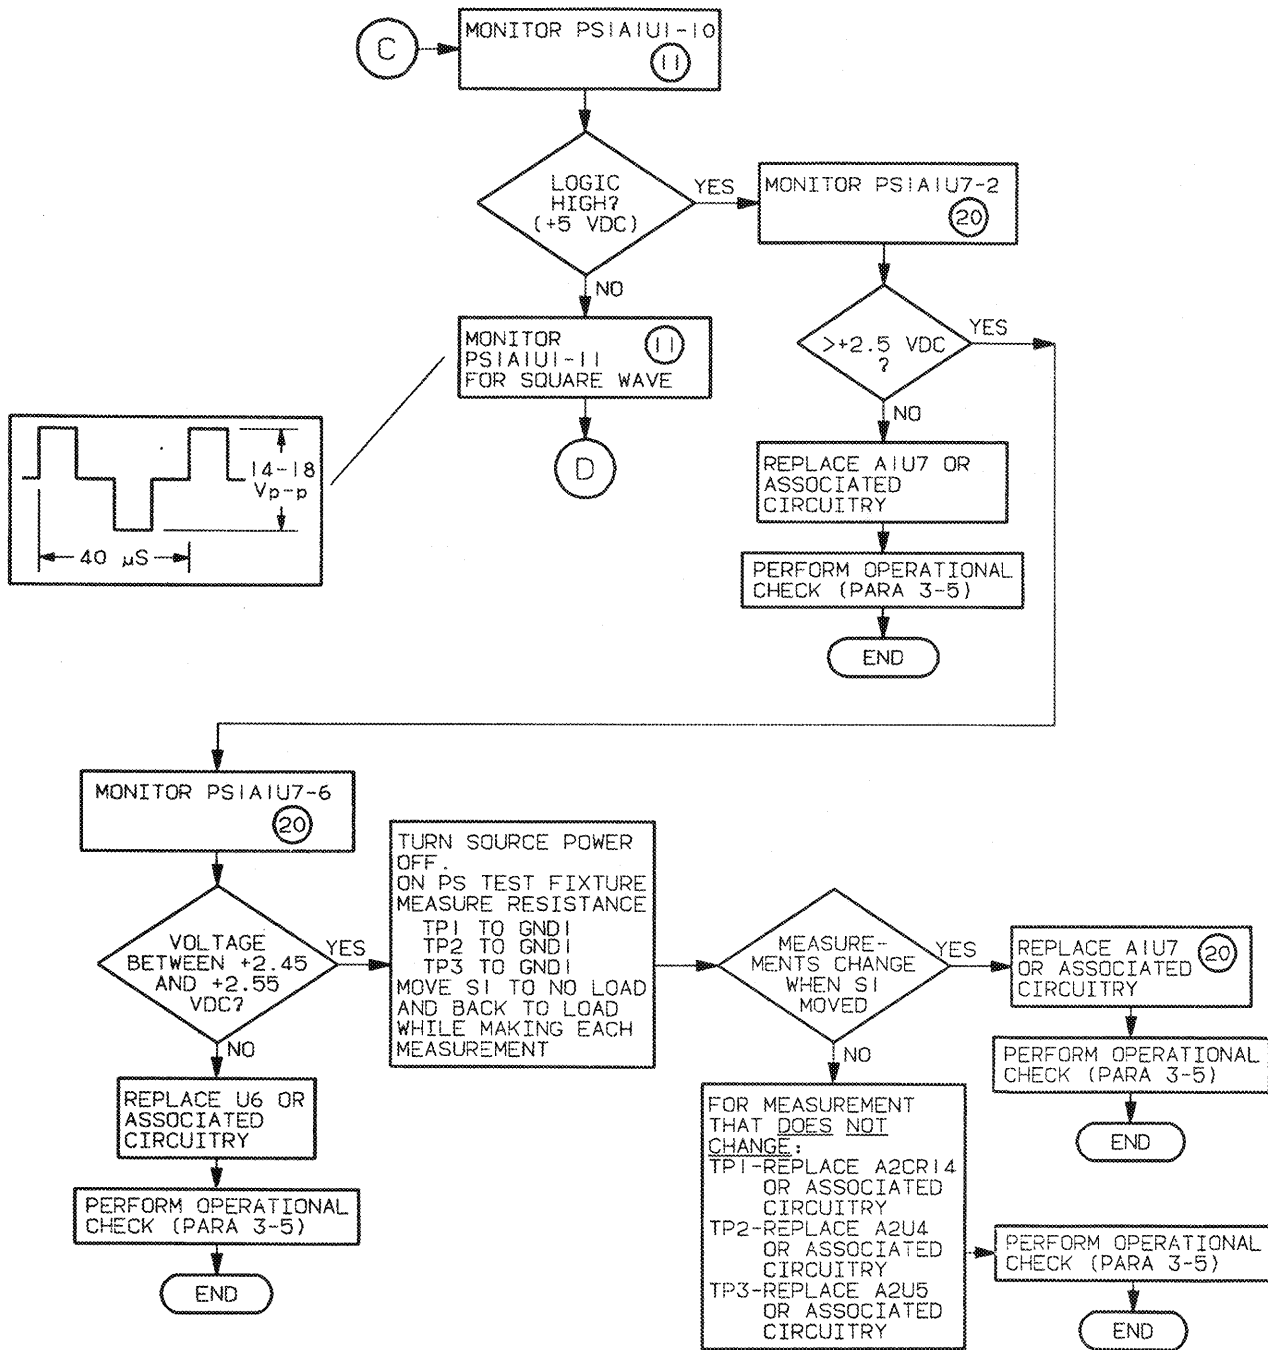 C
MONITOR PS1A1U1-10
11
LOGIC
HIGH?
(+5 VDC)
YES
NO
MONITOR PS1A1U7-2
20
>+2.5 VDC
?
YES
NO
MONITOR
PS1A1U1-11
FOR SQUARE WAVE
11
D
14-18
Vp-p
40 µS
REPLACE A1U7 OR
ASSOCIATED
CIRCUITRY
PERFORM OPERATIONAL
CHECK (PARA 3-5)
END
MONITOR PS1A1U7-6
20
VOLTAGE
BETWEEN +2.45
AND +2.55
VDC?
YES
NO
TURN SOURCE POWER
OFF.
ON PS TEST FIXTURE
MEASURE RESISTANCE
TP1 TO GND1
TP2 TO GND1
TP3 TO GND1
MOVE S1 TO NO LOAD
AND BACK TO LOAD
WHILE MAKING EACH
MEASUREMENT
MEASURE-
MENTS CHANGE
WHEN S1
MOVED
YES
NO
REPLACE A1U7
OR ASSOCIATED
CIRCUITRY
20
PERFORM OPERATIONAL
CHECK (PARA 3-5)
END
REPLACE U6 OR
ASSOCIATED
CIRCUITRY
PERFORM OPERATIONAL
CHECK (PARA 3-5)
END
FOR MEASUREMENT
THAT DOES NOT
CHANGE:
TP1-REPLACE A2CR14
OR ASSOCIATED
CIRCUITRY
TP2-REPLACE A2U4
OR ASSOCIATED
CIRCUITRY
TP3-REPLACE A2U5
OR ASSOCIATED
CIRCUITRY
PERFORM OPERATIONAL
CHECK (PARA 3-5)
END